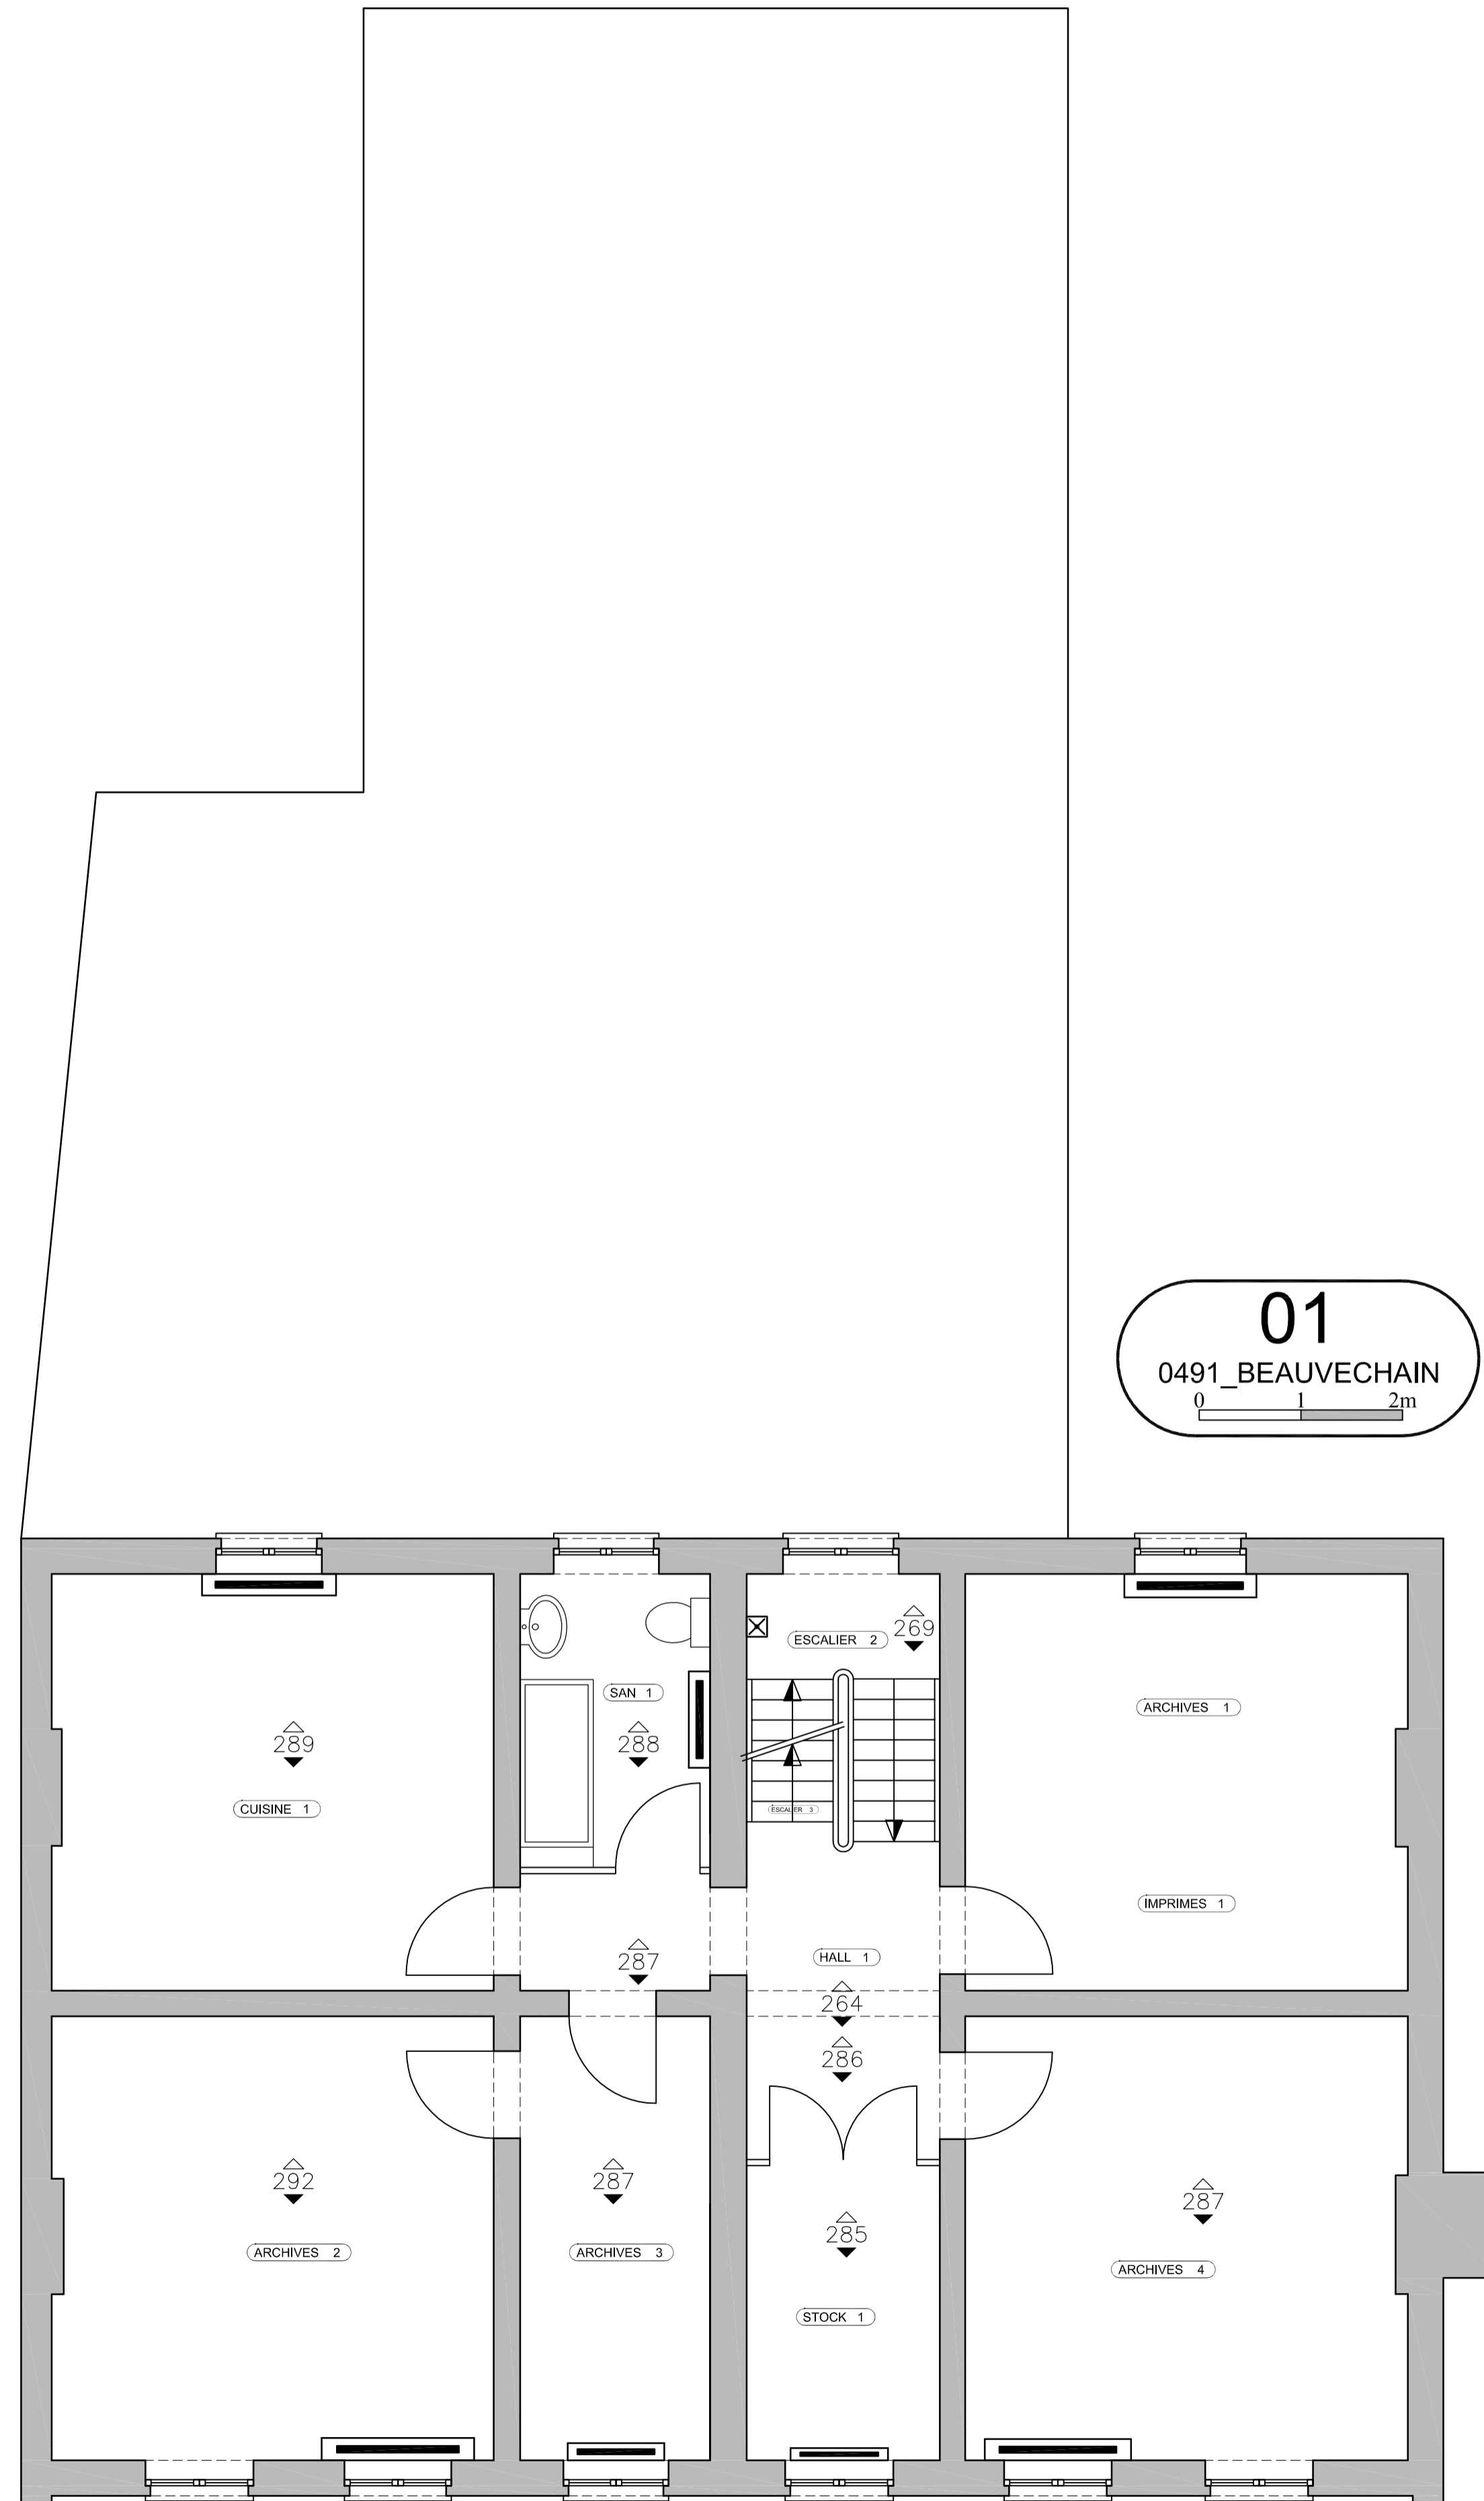 01
0491_BEAUVECHAIN
0 1 2m
269
ESCALIER 2
SAN 1
ARCHIVES 1
289
288
CUISINE 1
ESCALIER 3
IMPRIMES 1
HALL 1
287
264
286
292
287
287
285
ARCHIVES 2
ARCHIVES 3
ARCHIVES 4
STOCK 1